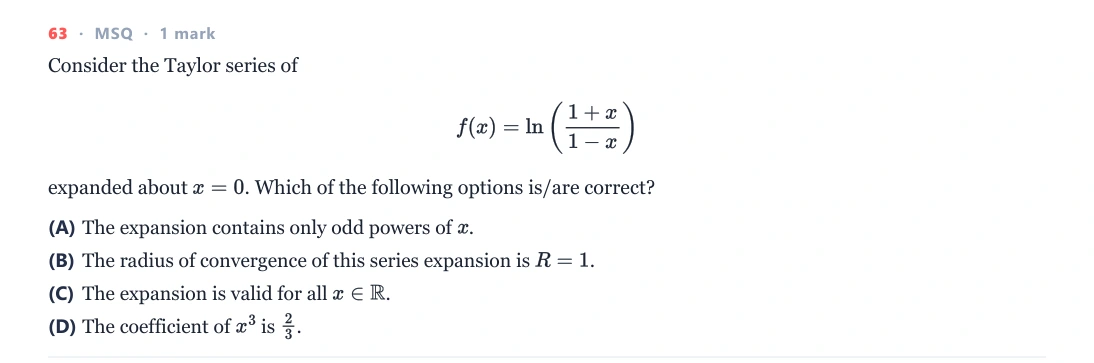 63 · MSQ · 1 mark
Consider the Taylor series of
f(x) = ln((1 + x)/(1 − x))
expanded about x = 0. Which of the following options is/are correct?
(A) The expansion contains only odd powers of x.
(B) The radius of convergence of this series expansion is R = 1.
(C) The expansion is valid for all x ∈ ℝ.
(D) The coefficient of x³ is 2/3.